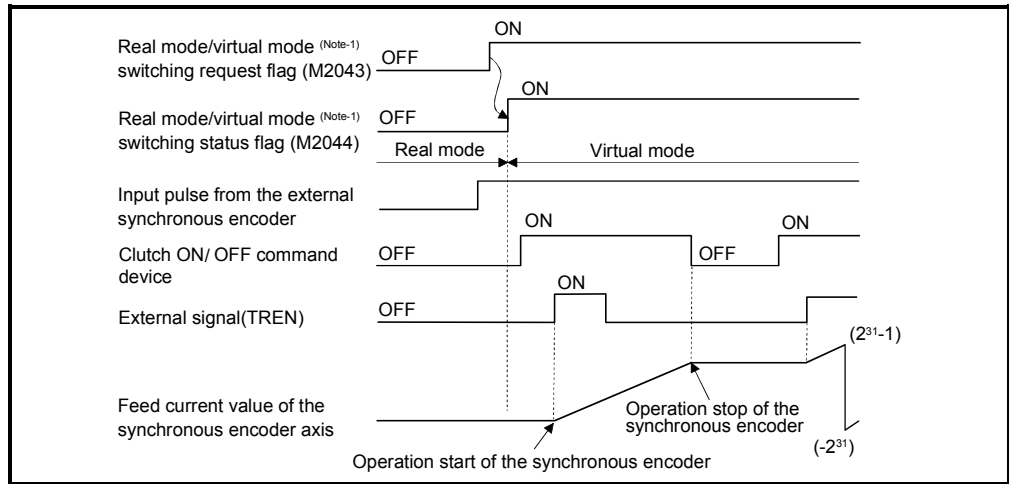 ON
Real mode/virtual mode (Note-1)
switching request flag (M2043)
OFF
ON
Real mode/virtual mode (Note-1)
switching status flag (M2044)
OFF
Real mode
Virtual mode
Input pulse from the external
synchronous encoder
ON
ON
Clutch ON/ OFF command
device
OFF
OFF
ON
External signal(TREN)
OFF
(2³¹-1)
Feed current value of the
synchronous encoder axis
Operation stop of the
synchronous encoder
(-2³¹)
Operation start of the synchronous encoder